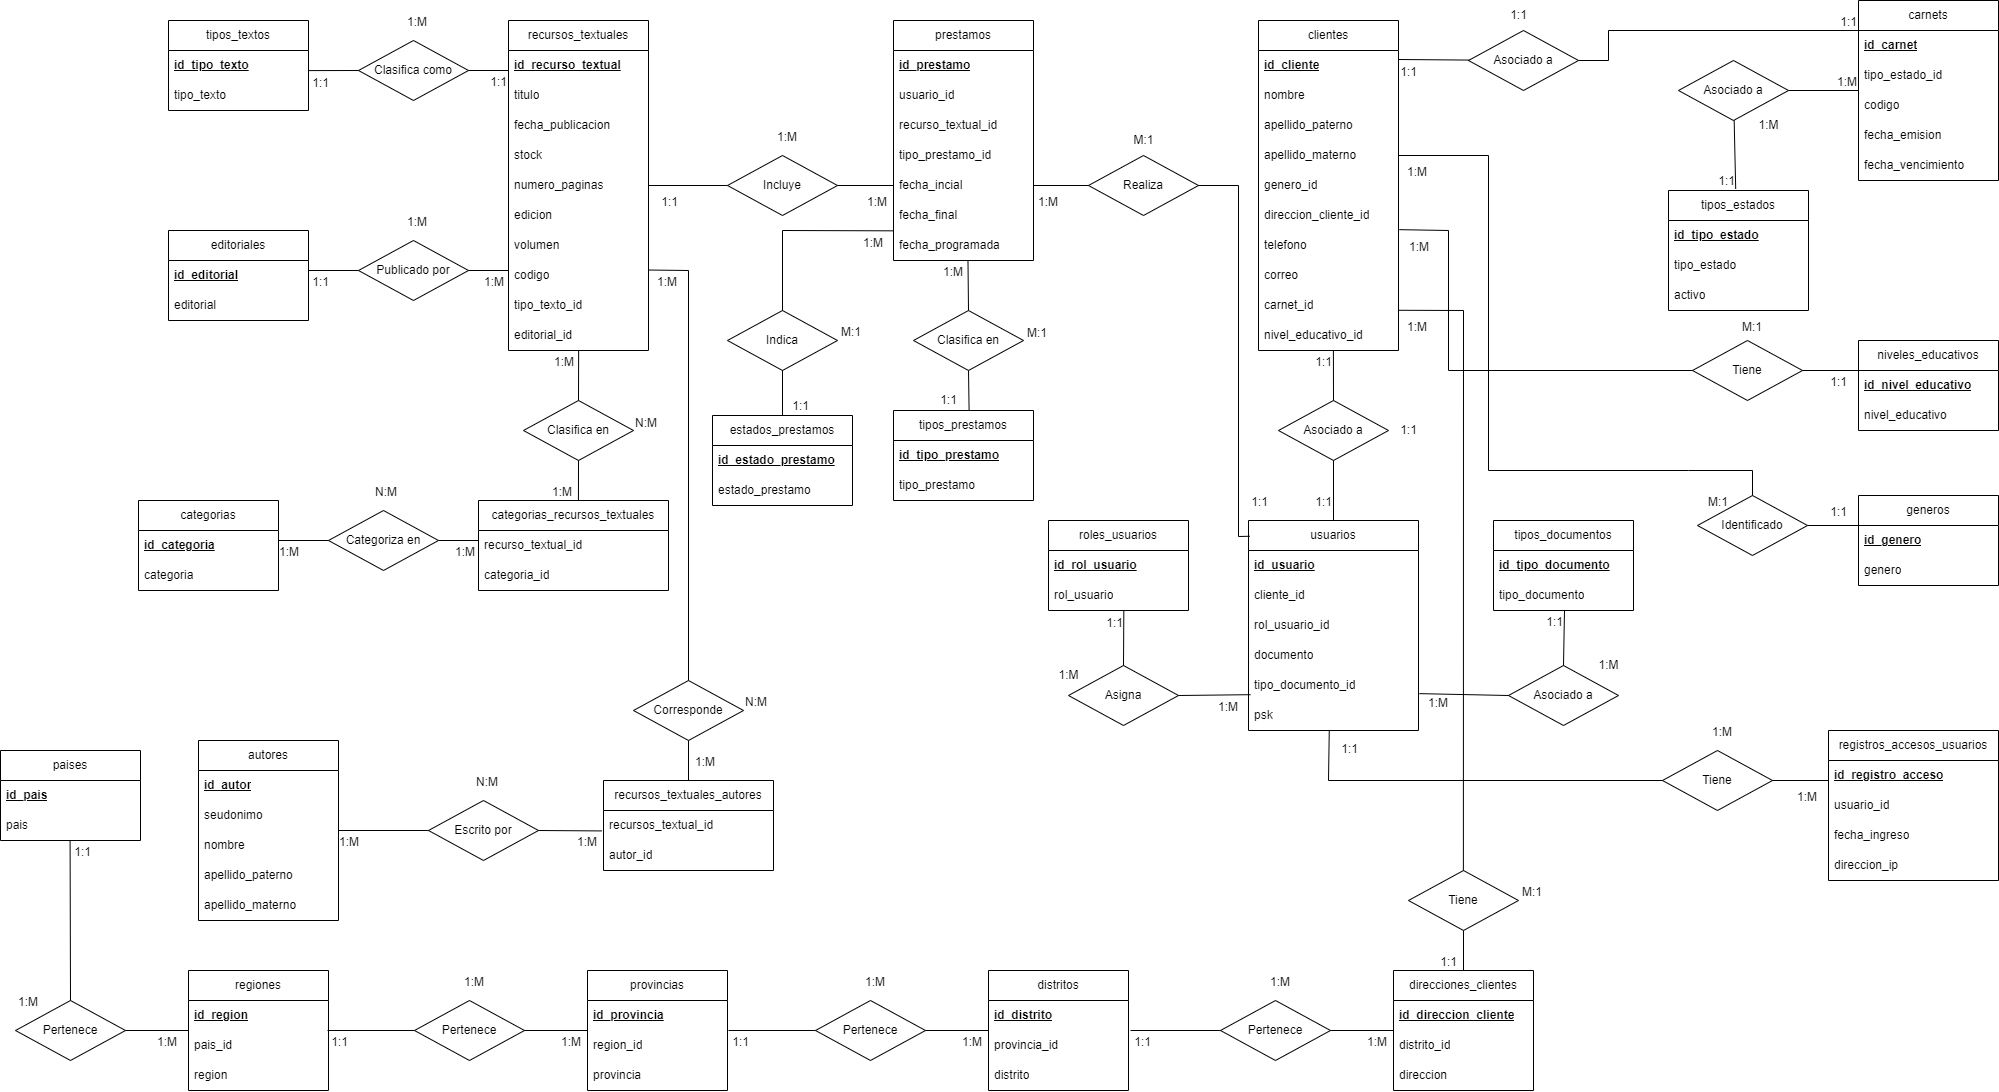 tipos_textos
id_tipo_texto
tipo_texto
1:1
1:M
Clasifica como
1:1
recursos_textuales
id_recurso_textual
titulo
fecha_publicacion
stock
numero_paginas
edicion
volumen
codigo
tipo_texto_id
editorial_id
editoriales
id_editorial
editorial
1:1
1:M
Publicado por
1:M
1:1
1:M
Incluye
1:M
prestamos
id_prestamo
usuario_id
recurso_textual_id
tipo_prestamo_id
fecha_incial
fecha_final
fecha_programada
1:M
M:1
Realiza
1:1
1:M
Indica
M:1
1:1
estados_prestamos
id_estado_prestamo
estado_prestamo
1:M
Clasifica en
M:1
1:1
tipos_prestamos
id_tipo_prestamo
tipo_prestamo
clientes
id_cliente
nombre
apellido_paterno
apellido_materno
genero_id
direccion_cliente_id
telefono
correo
carnet_id
nivel_educativo_id
1:1
1:1
Asociado a
1:1
carnets
id_carnet
tipo_estado_id
codigo
fecha_emision
fecha_vencimiento
1:M
Asociado a
1:M
1:1
tipos_estados
id_tipo_estado
tipo_estado
activo
1:M
1:M
1:M
M:1
Tiene
1:1
niveles_educativos
id_nivel_educativo
nivel_educativo
M:1
Identificado
1:1
generos
id_genero
genero
1:1
Asociado a
1:1
1:1
usuarios
id_usuario
cliente_id
rol_usuario_id
documento
tipo_documento_id
psk
roles_usuarios
id_rol_usuario
rol_usuario
1:1
1:M
Asigna
1:M
tipos_documentos
id_tipo_documento
tipo_documento
1:1
1:M
Asociado a
1:M
1:1
1:M
Tiene
1:M
registros_accesos_usuarios
id_registro_acceso
usuario_id
fecha_ingreso
direccion_ip
1:M
Clasifica en
N:M
1:M
categorias
id_categoria
categoria
1:M
N:M
Categoriza en
1:M
categorias_recursos_textuales
recurso_textual_id
categoria_id
1:M
Corresponde
N:M
1:M
recursos_textuales_autores
recursos_textual_id
autor_id
autores
id_autor
seudonimo
nombre
apellido_paterno
apellido_materno
1:M
N:M
Escrito por
1:M
paises
id_pais
pais
1:1
1:M
Pertenece
1:M
regiones
id_region
pais_id
region
1:1
1:M
Pertenece
1:M
provincias
id_provincia
region_id
provincia
1:1
1:M
Pertenece
1:M
distritos
id_distrito
provincia_id
distrito
1:1
1:M
Pertenece
1:M
Tiene
M:1
1:1
direcciones_clientes
id_direccion_cliente
distrito_id
direccion